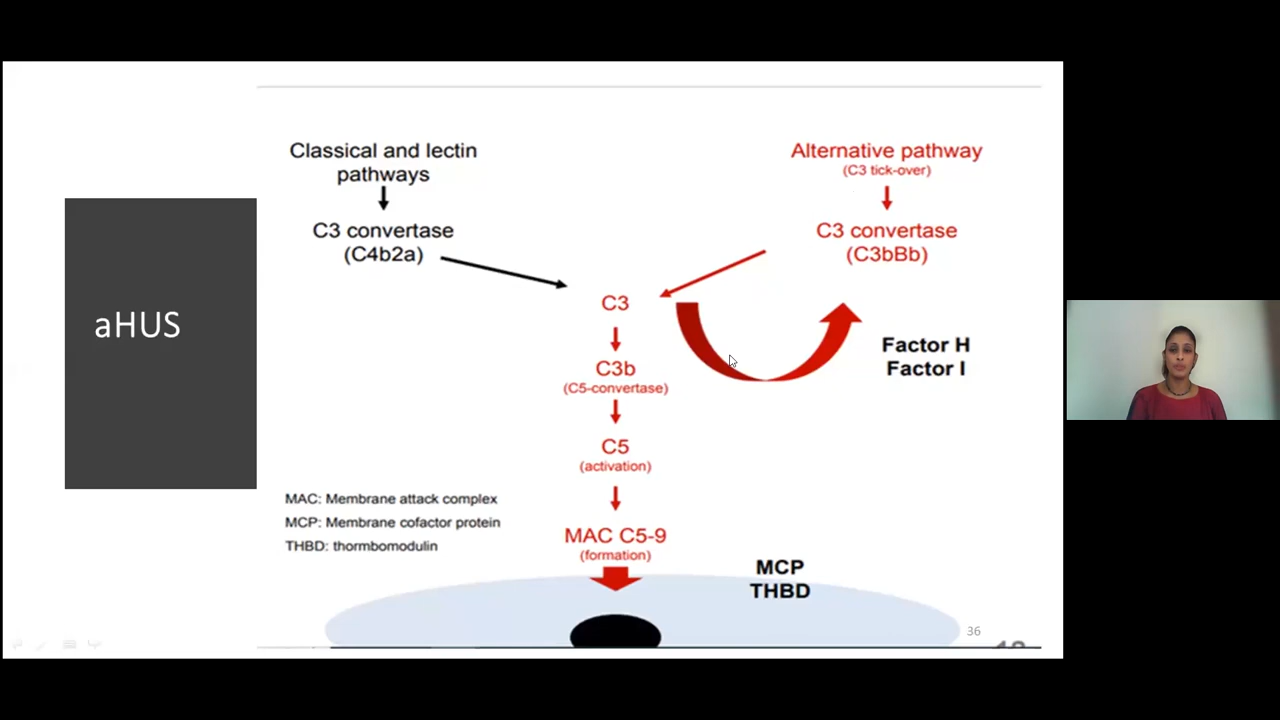 aHUS
Classical and lectin
pathways
C3 convertase
(C4b2a)
Alternative pathway
(C3 tick-over)
C3 convertase
(C3bBb)
C3
C3b
(C5-convertase)
C5
(activation)
MAC C5-9
(formation)
Factor H
Factor I
MAC: Membrane attack complex
MCP: Membrane cofactor protein
THBD: thormbomodulin
MCP
THBD
36